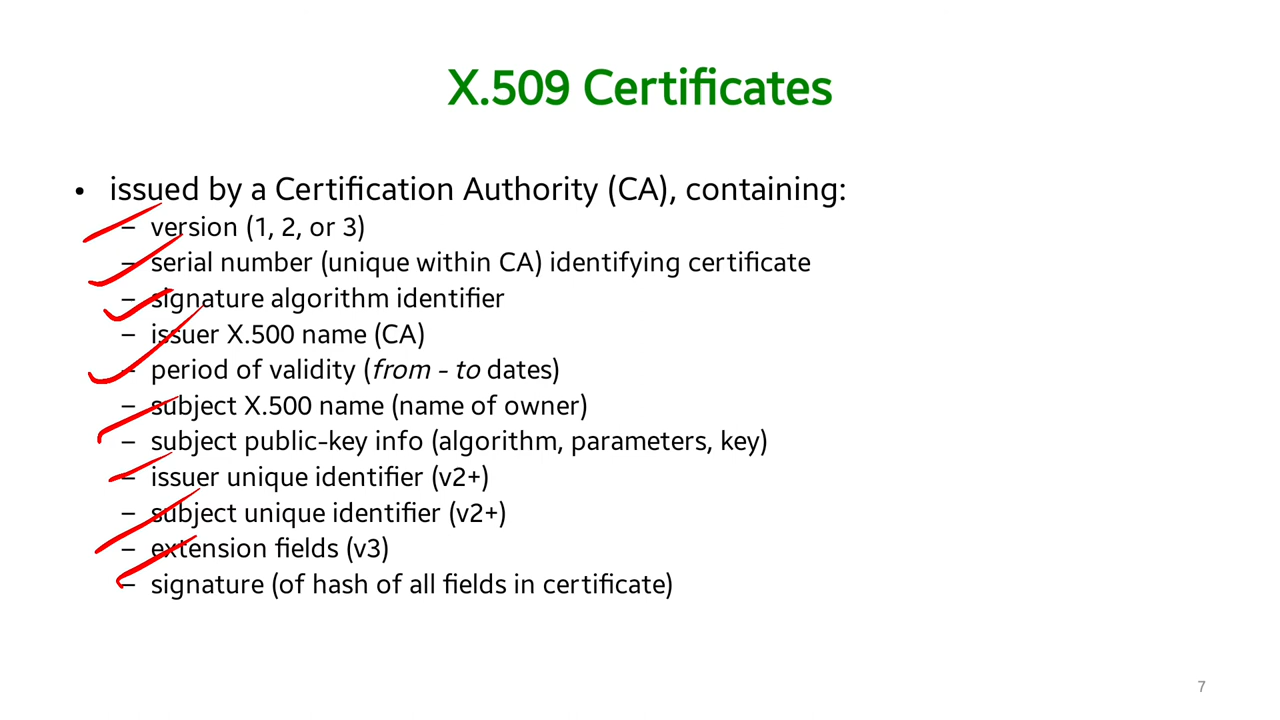 X.509 Certificates
• issued by a Certification Authority (CA), containing:
– version (1, 2, or 3)
– serial number (unique within CA) identifying certificate
– signature algorithm identifier
– issuer X.500 name (CA)
– period of validity (from - to dates)
– subject X.500 name (name of owner)
– subject public-key info (algorithm, parameters, key)
– issuer unique identifier (v2+)
– subject unique identifier (v2+)
– extension fields (v3)
– signature (of hash of all fields in certificate)
7